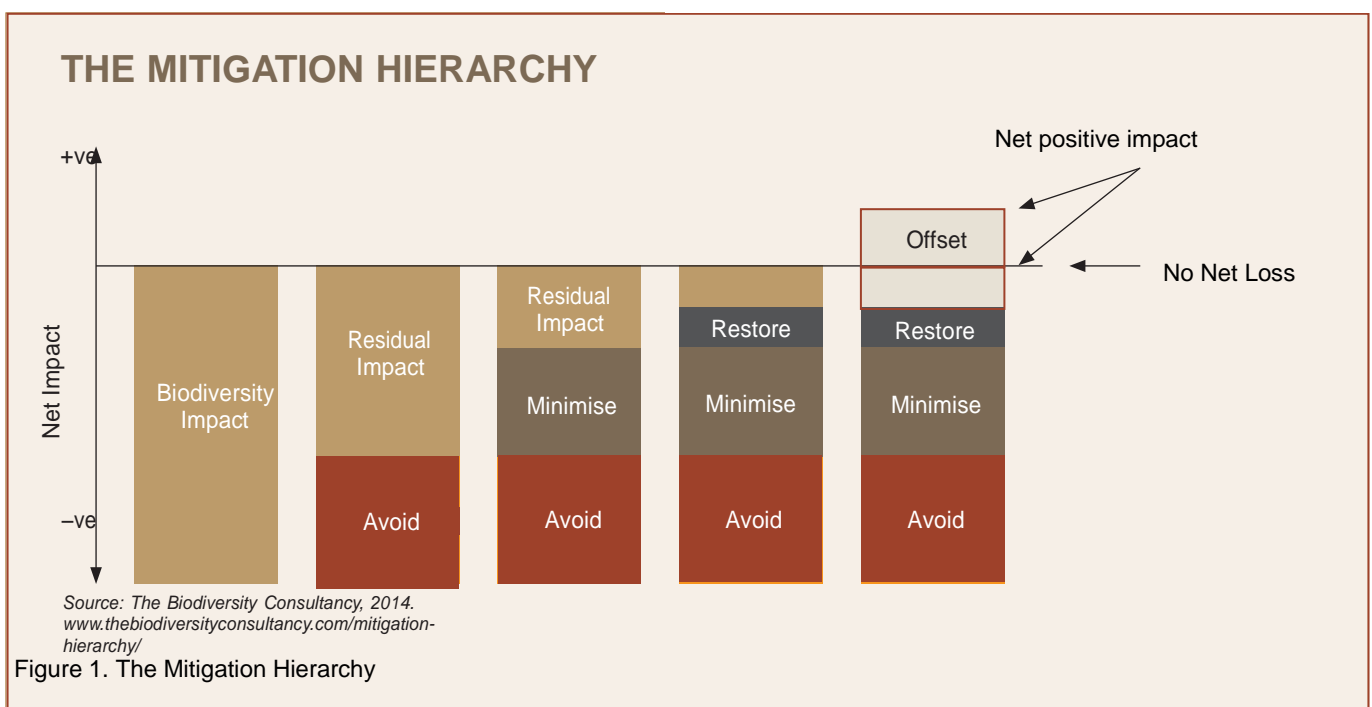 THE MITIGATION HIERARCHY
Net positive impact
+ve
Offset
No Net Loss
Residual
Impact
Restore
Restore
Residual
Impact
Net Impact
Biodiversity
Impact
Minimise
Minimise
Minimise
–ve
Avoid
Avoid
Avoid
Avoid
Source: The Biodiversity Consultancy, 2014.
www.thebiodiversityconsultancy.com/mitigation-
hierarchy/
Figure 1. The Mitigation Hierarchy